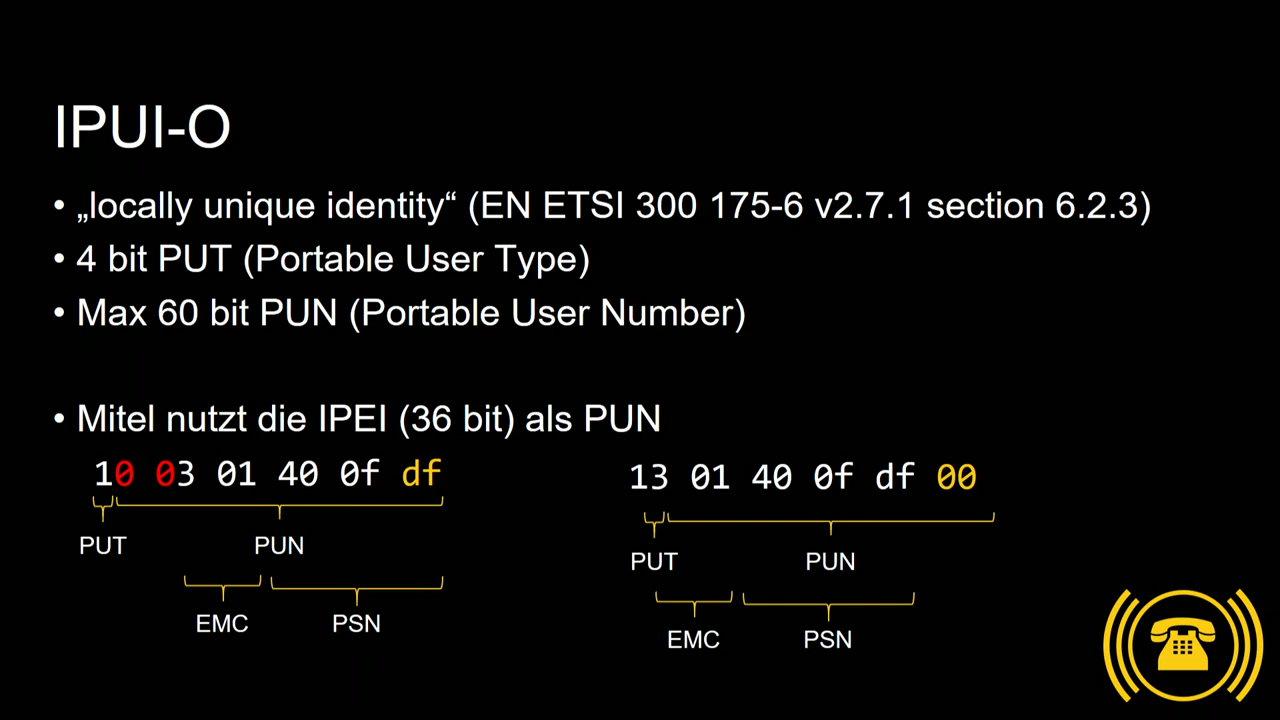 IPUI-O
• „locally unique identity“ (EN ETSI 300 175-6 v2.7.1 section 6.2.3)
• 4 bit PUT (Portable User Type)
• Max 60 bit PUN (Portable User Number)
• Mitel nutzt die IPEI (36 bit) als PUN
10 03 01 40 0f df
PUT PUN
EMC PSN
13 01 40 0f df 00
PUT PUN
EMC PSN